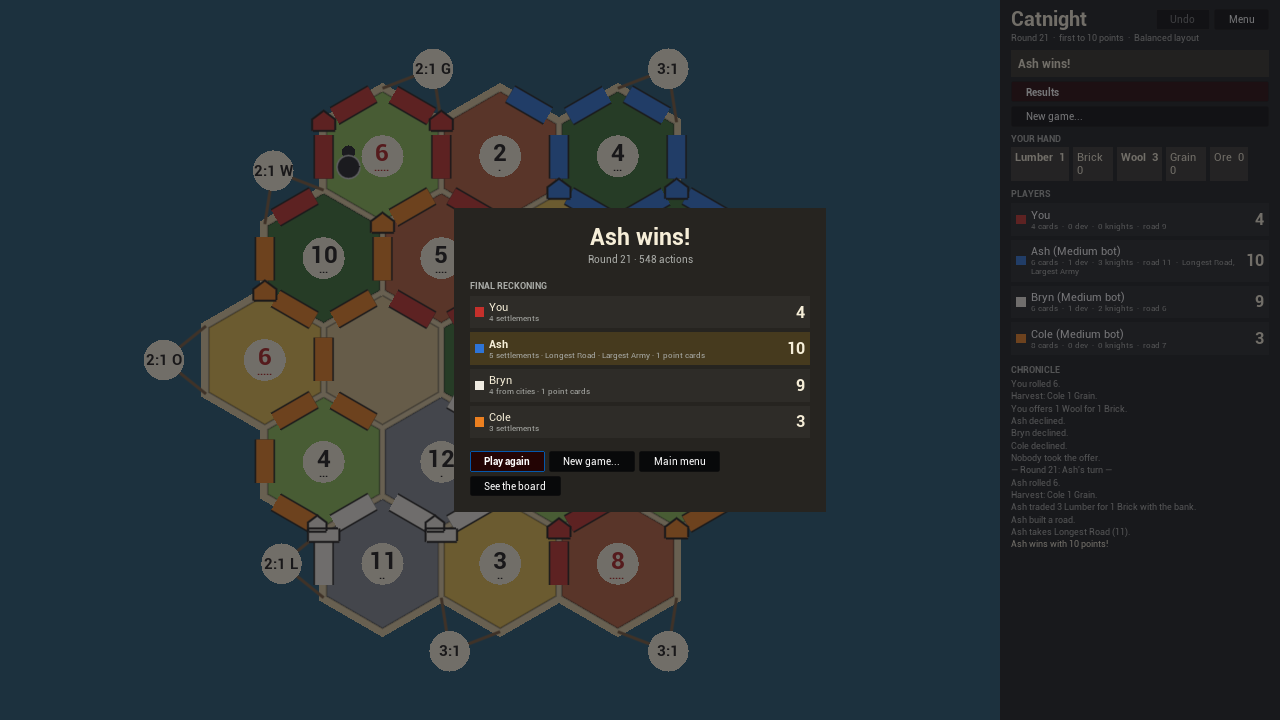 Catnight
Undo
Menu
Round 21 · first to 10 points · Balanced layout
Ash wins!
Results
New game...
YOUR HAND
Lumber 1
Brick 0
Wool 3
Grain 0
Ore 0
PLAYERS
You
4 cards · 0 dev · 0 knights · road 9
4
Ash (Medium bot)
6 cards · 1 dev · 3 knights · road 11 · Longest Road, Largest Army
10
Bryn (Medium bot)
6 cards · 1 dev · 2 knights · road 5
9
Cole (Medium bot)
8 cards · 0 dev · 0 knights · road 7
3
CHRONICLE
You rolled 6.
Harvest: Cole 1 Grain.
You offers 1 Wool for 1 Brick.
Ash declined.
Bryn declined.
Cole declined.
Nobody took the offer.
— Round 21: Ash's turn —
Ash rolled 6.
Harvest: Cole 1 Grain.
Ash traded 3 Lumber for 1 Brick with the bank.
Ash built a road.
Ash takes Longest Road (11).
Ash wins with 10 points!
2:1 G
3:1
6
2
4
2:1 W
10
5
2:1 O
6
4
12
2:1 L
11
3
8
3:1
3:1
Ash wins!
Round 21 · 548 actions
FINAL RECKONING
You
4 settlements
4
Ash
5 settlements · Longest Road · Largest Army · 1 point cards
10
Bryn
4 from cities · 1 point cards
9
Cole
3 settlements
3
Play again
New game...
Main menu
See the board